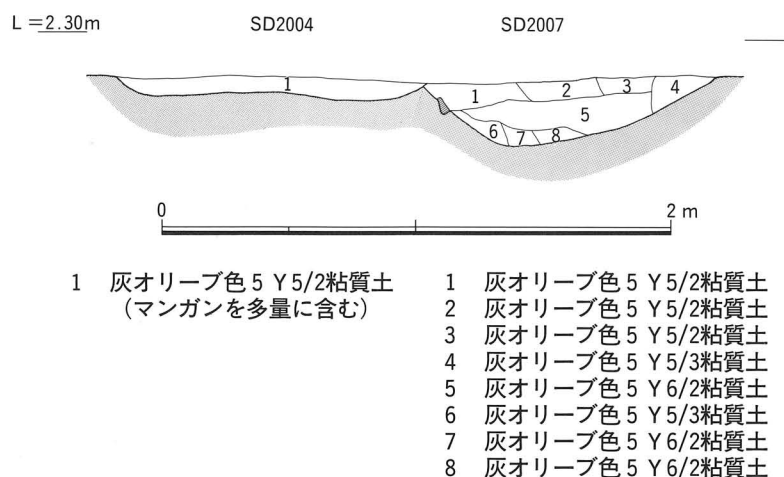 L=2.30m SD2004 SD2007
1 1 2 3 4
5
6 7 8
0 2 m
1 灰オリーブ色5 Y 5/2粘質土
(マンガンを多量に含む)
1 灰オリーブ色5 Y 5/2粘質土
2 灰オリーブ色5 Y 5/2粘質土
3 灰オリーブ色5 Y 5/2粘質土
4 灰オリーブ色5 Y 5/3粘質土
5 灰オリーブ色5 Y 6/2粘質土
6 灰オリーブ色5 Y 5/3粘質土
7 灰オリーブ色5 Y 6/2粘質土
8 灰オリーブ色5 Y 6/2粘質土